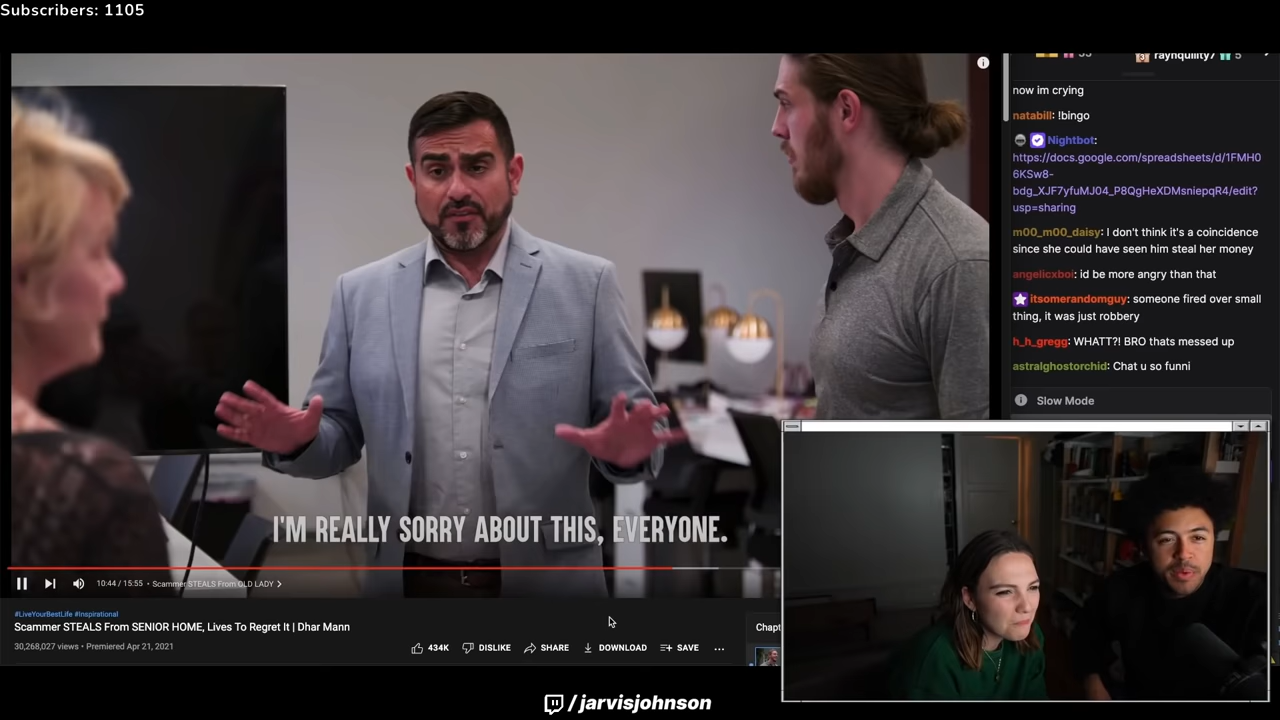 Subscribers: 1105
raynquility7 5
now im crying
natabill: !bingo
Nightbot:
https://docs.google.com/spreadsheets/d/1FMH0
6KSw8-
bdg_XJF7yfuMJ04_P8QgHeXDMsniepqR4/edit?
usp=sharing
m00_m00_daisy: I don't think it's a coincidence
since she could have seen him steal her money
angelicxboi: id be more angry than that
itsomerandomguy: someone fired over small
thing, it was just robbery
h_h_gregg: WHATT?! BRO thats messed up
astralghostorchid: Chat u so funni
Slow Mode
I'M REALLY SORRY ABOUT THIS, EVERYONE.
10:44 / 15:55 • Scammer STEALS From OLD LADY
#LiveYourBestLife #Inspirational
Scammer STEALS From SENIOR HOME, Lives To Regret It | Dhar Mann
30,268,027 views • Premiered Apr 21, 2021
434K DISLIKE SHARE DOWNLOAD SAVE ...
Chapt
/jarvisjohnson